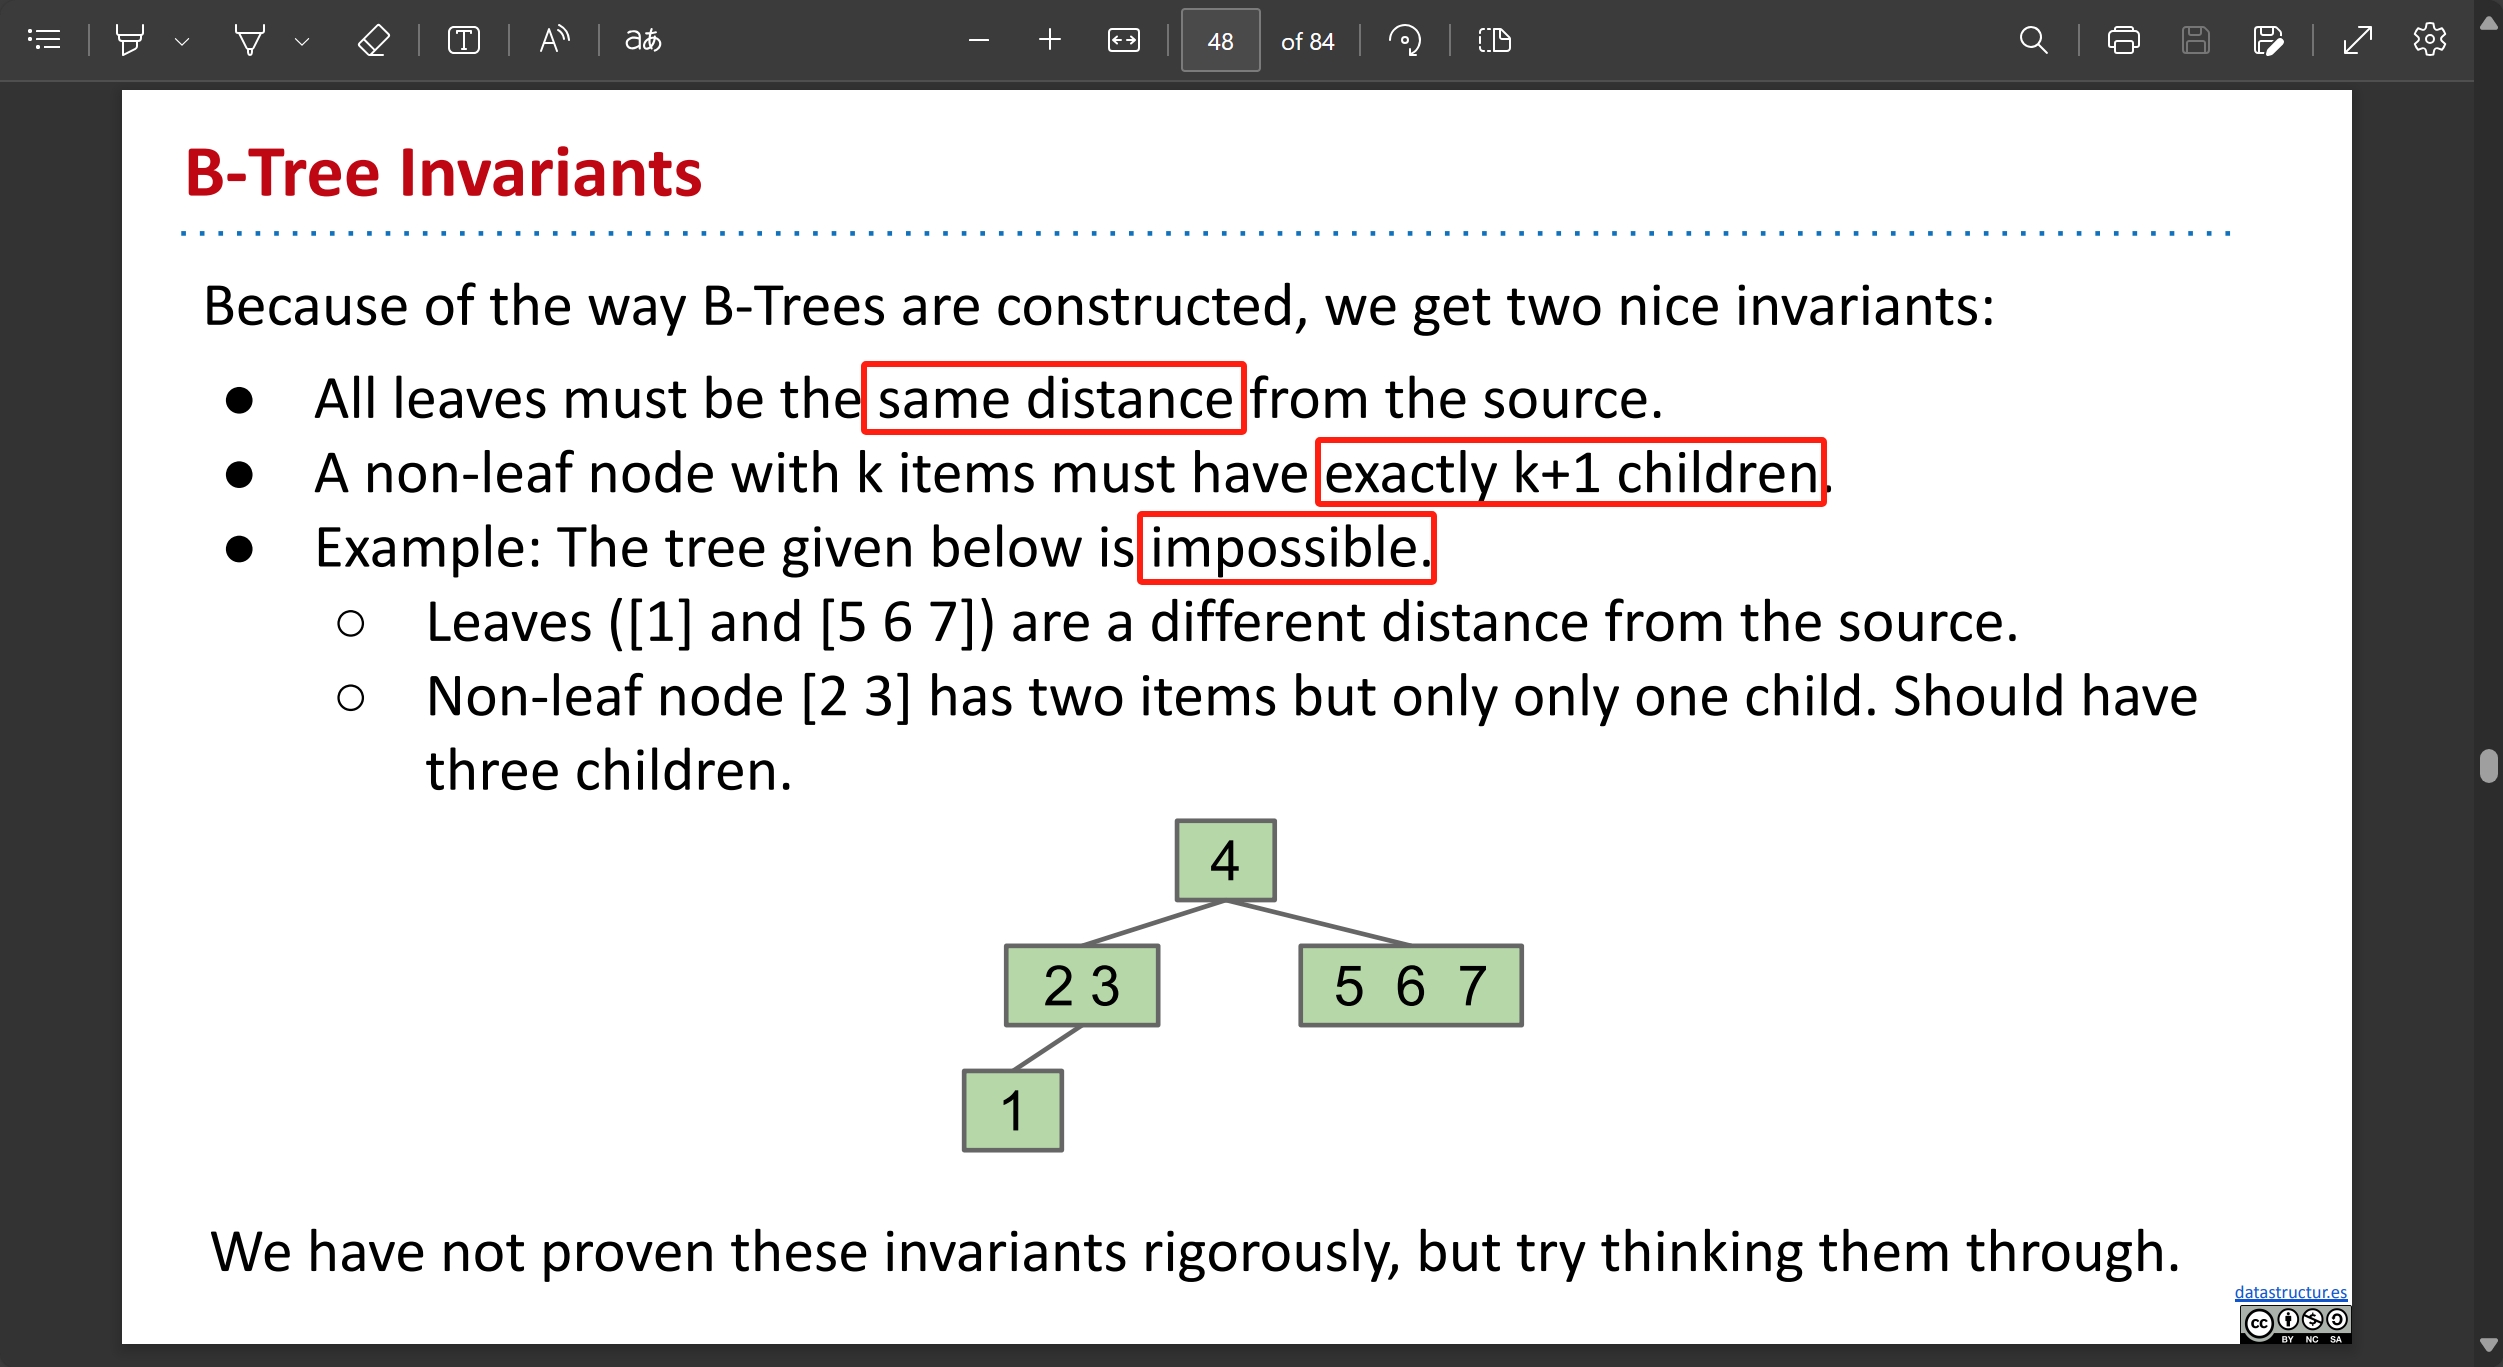 aあ
48 of 84
B-Tree Invariants
Because of the way B-Trees are constructed, we get two nice invariants:
● All leaves must be the same distance from the source.
● A non-leaf node with k items must have exactly k+1 children.
● Example: The tree given below is impossible.
○ Leaves ([1] and [5 6 7]) are a different distance from the source.
○ Non-leaf node [2 3] has two items but only only one child. Should have
three children.
4
2 3
5 6 7
1
We have not proven these invariants rigorously, but try thinking them through.
datastructur.es
cc
BY NC SA